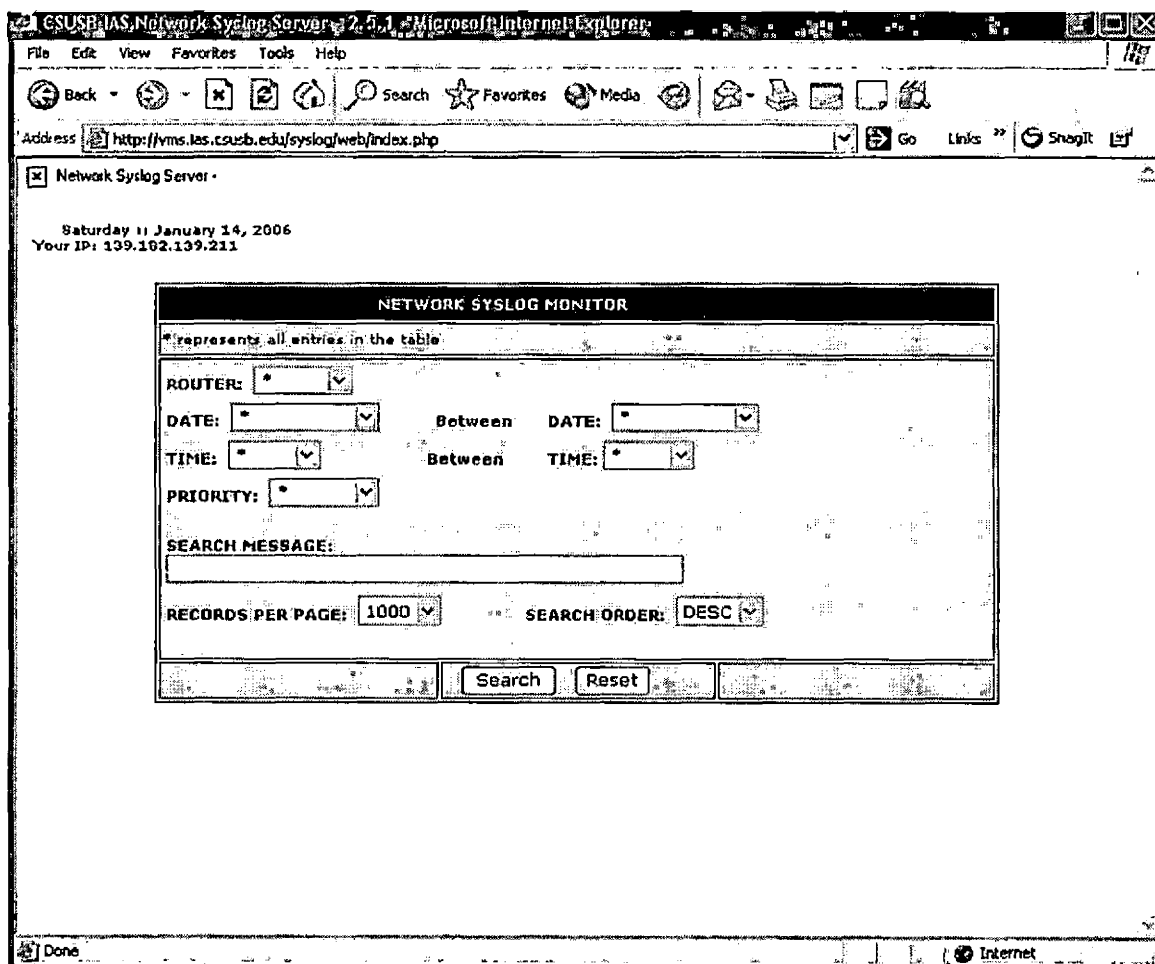 CSUSB IAS Network Syslog Server - 2.5.1 - Microsoft Internet Explorer
File Edit View Favorites Tools Help
Back Search Favorites Media
Address http://vms.ias.csusb.edu/syslog/web/index.php Go Links » SnagIt
Network Syslog Server -
Saturday :: January 14, 2006
Your IP: 139.182.139.211
NETWORK SYSLOG MONITOR
* represents all entries in the table
ROUTER: *
DATE: * Between DATE: *
TIME: * Between TIME: *
PRIORITY: *
SEARCH MESSAGE:
RECORDS PER PAGE: 1000 SEARCH ORDER: DESC
Search Reset
Done Internet